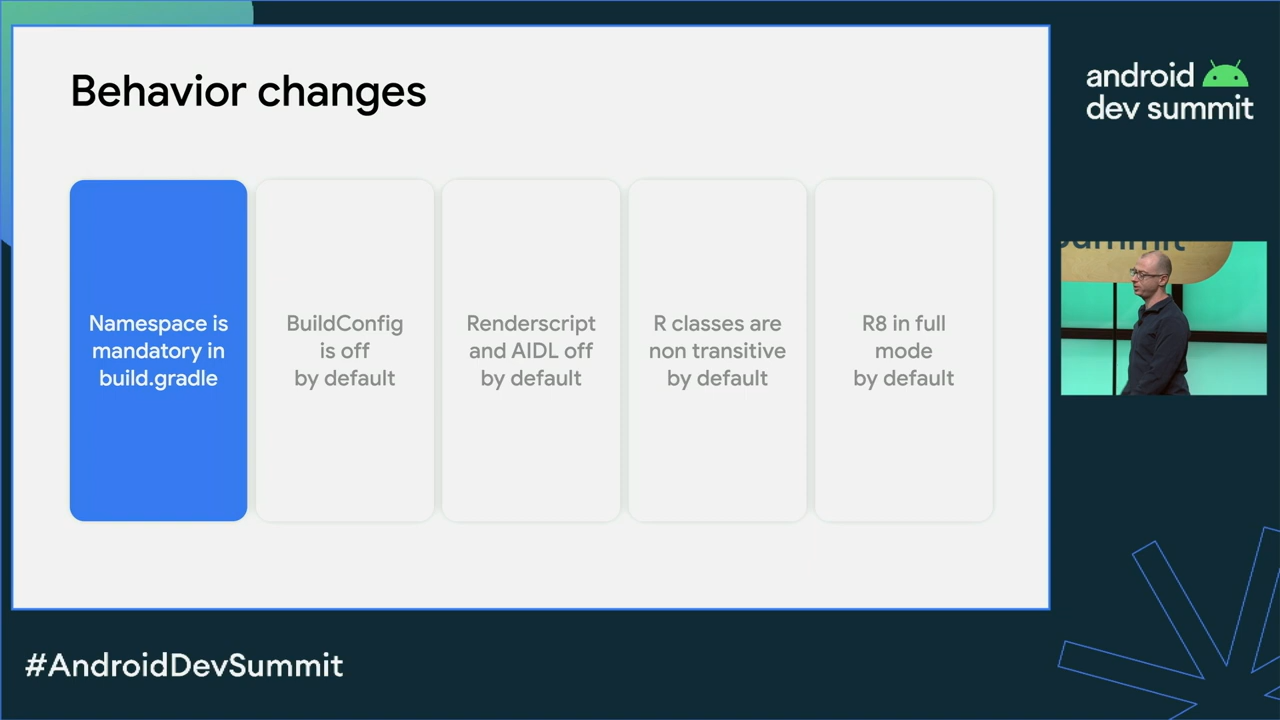 Behavior changes
Namespace is
mandatory in
build.gradle
BuildConfig
is off
by default
Renderscript
and AIDL off
by default
R classes are
non transitive
by default
R8 in full
mode
by default
android
dev summit
summit
#AndroidDevSummit